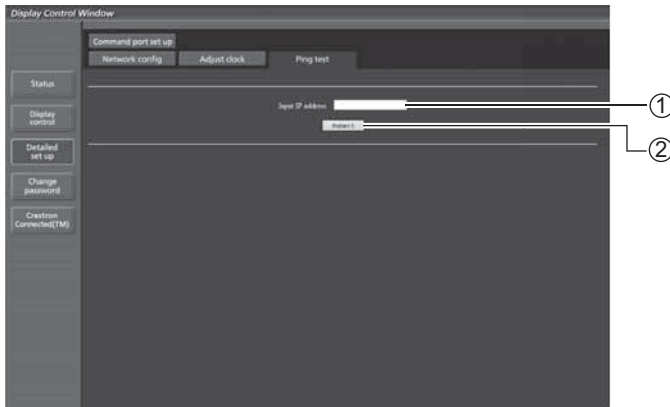 Display Control Window
Command port set up
Network config
Adjust clock
Ping test
Status
Input IP address
①
Display
control
②
Detailed
set up
Change
password
Crestron
Connected(TM)